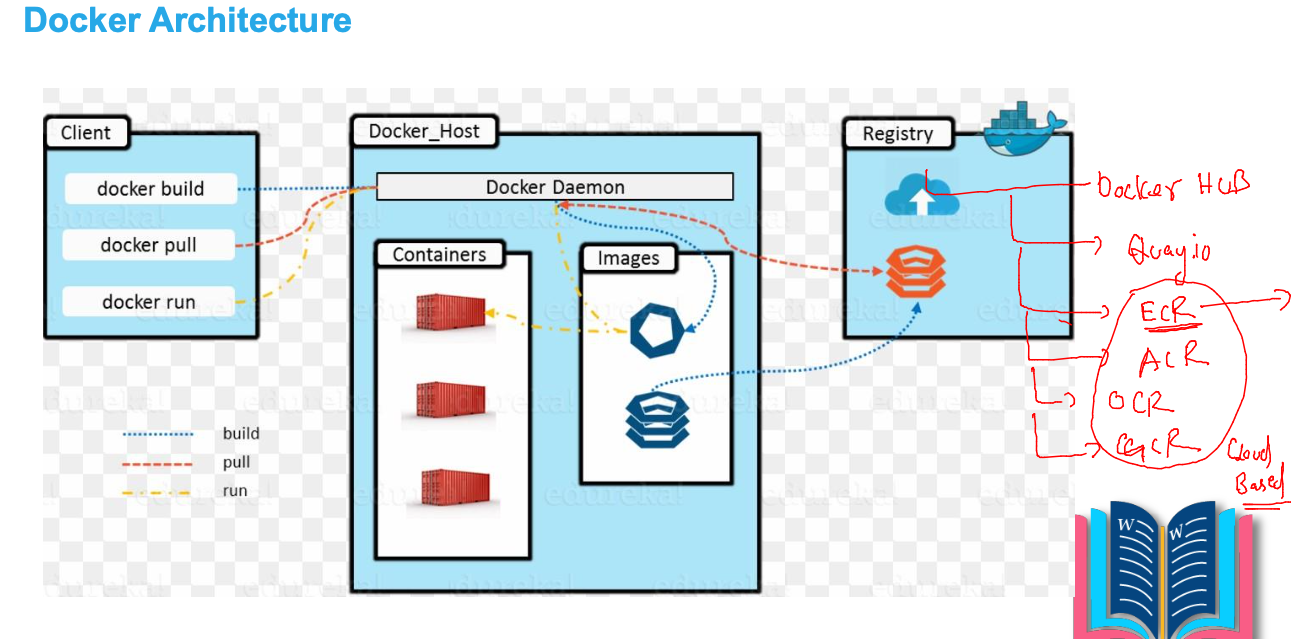 Docker Architecture
Client
docker build
docker pull
docker run
Docker_Host
Docker Daemon
Containers
Images
Registry
Docker HUB
Quay.io
ECR
ACR
OCR
GCR
Cloud
Based
build
pull
run
edureka!
W
W